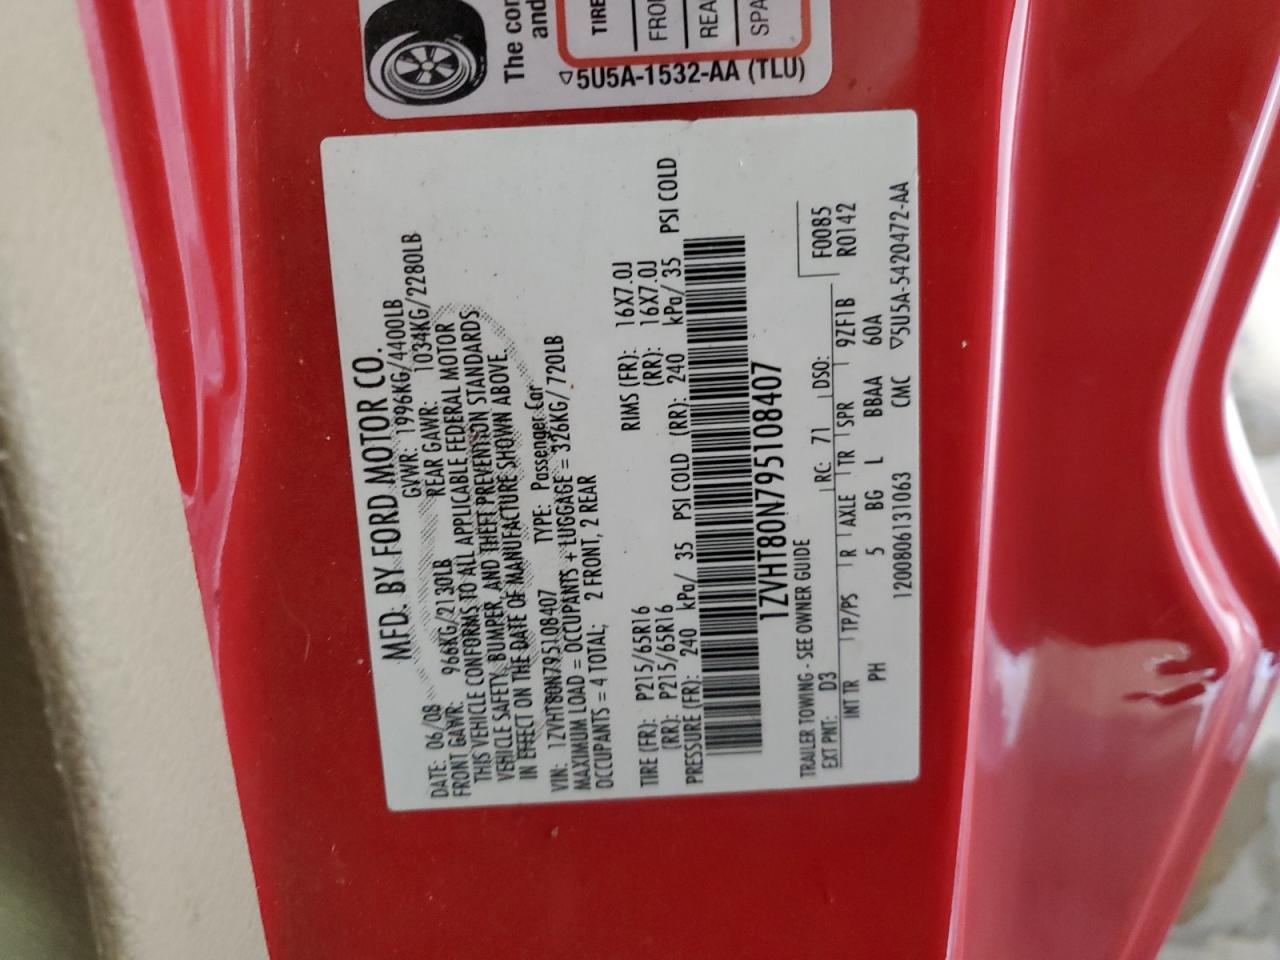 The con
and
TIRE
FRO
REA
SPA
▽5U5A-1532-AA (TLU)
MFD. BY FORD MOTOR CO.
DATE: 06/08 GVWR: 1996KG/4400LB
FRONT GAWR: 966KG/2130LB REAR GAWR: 1034KG/2280LB
THIS VEHICLE CONFORMS TO ALL APPLICABLE FEDERAL MOTOR
VEHICLE SAFETY, BUMPER, AND THEFT PREVENTION STANDARDS
IN EFFECT ON THE DATE OF MANUFACTURE SHOWN ABOVE.
VIN: 1ZVHT80N795108407 TYPE: Passenger Car
MAXIMUM LOAD = OCCUPANTS + LUGGAGE = 326KG/720LB
OCCUPANTS = 4 TOTAL; 2 FRONT, 2 REAR
RIMS (FR): 16X7.0J
TIRE (FR): P215/65R16 (RR): 16X7.0J
(RR): P215/65R16
PRESSURE (FR): 240 kPa/ 35 PSI COLD (RR): 240 kPa/ 35 PSI COLD
1ZVHT80N795108407
TRAILER TOWING - SEE OWNER GUIDE
EXT PNT: D3 RC: 71 DSO: F0085
INT TR TP/PS R AXLE TR SPR 9ZF1B R0142
PH 5 BG L BBAA 60A
1200806131063 CMC ▽5U5A-5420472-AA